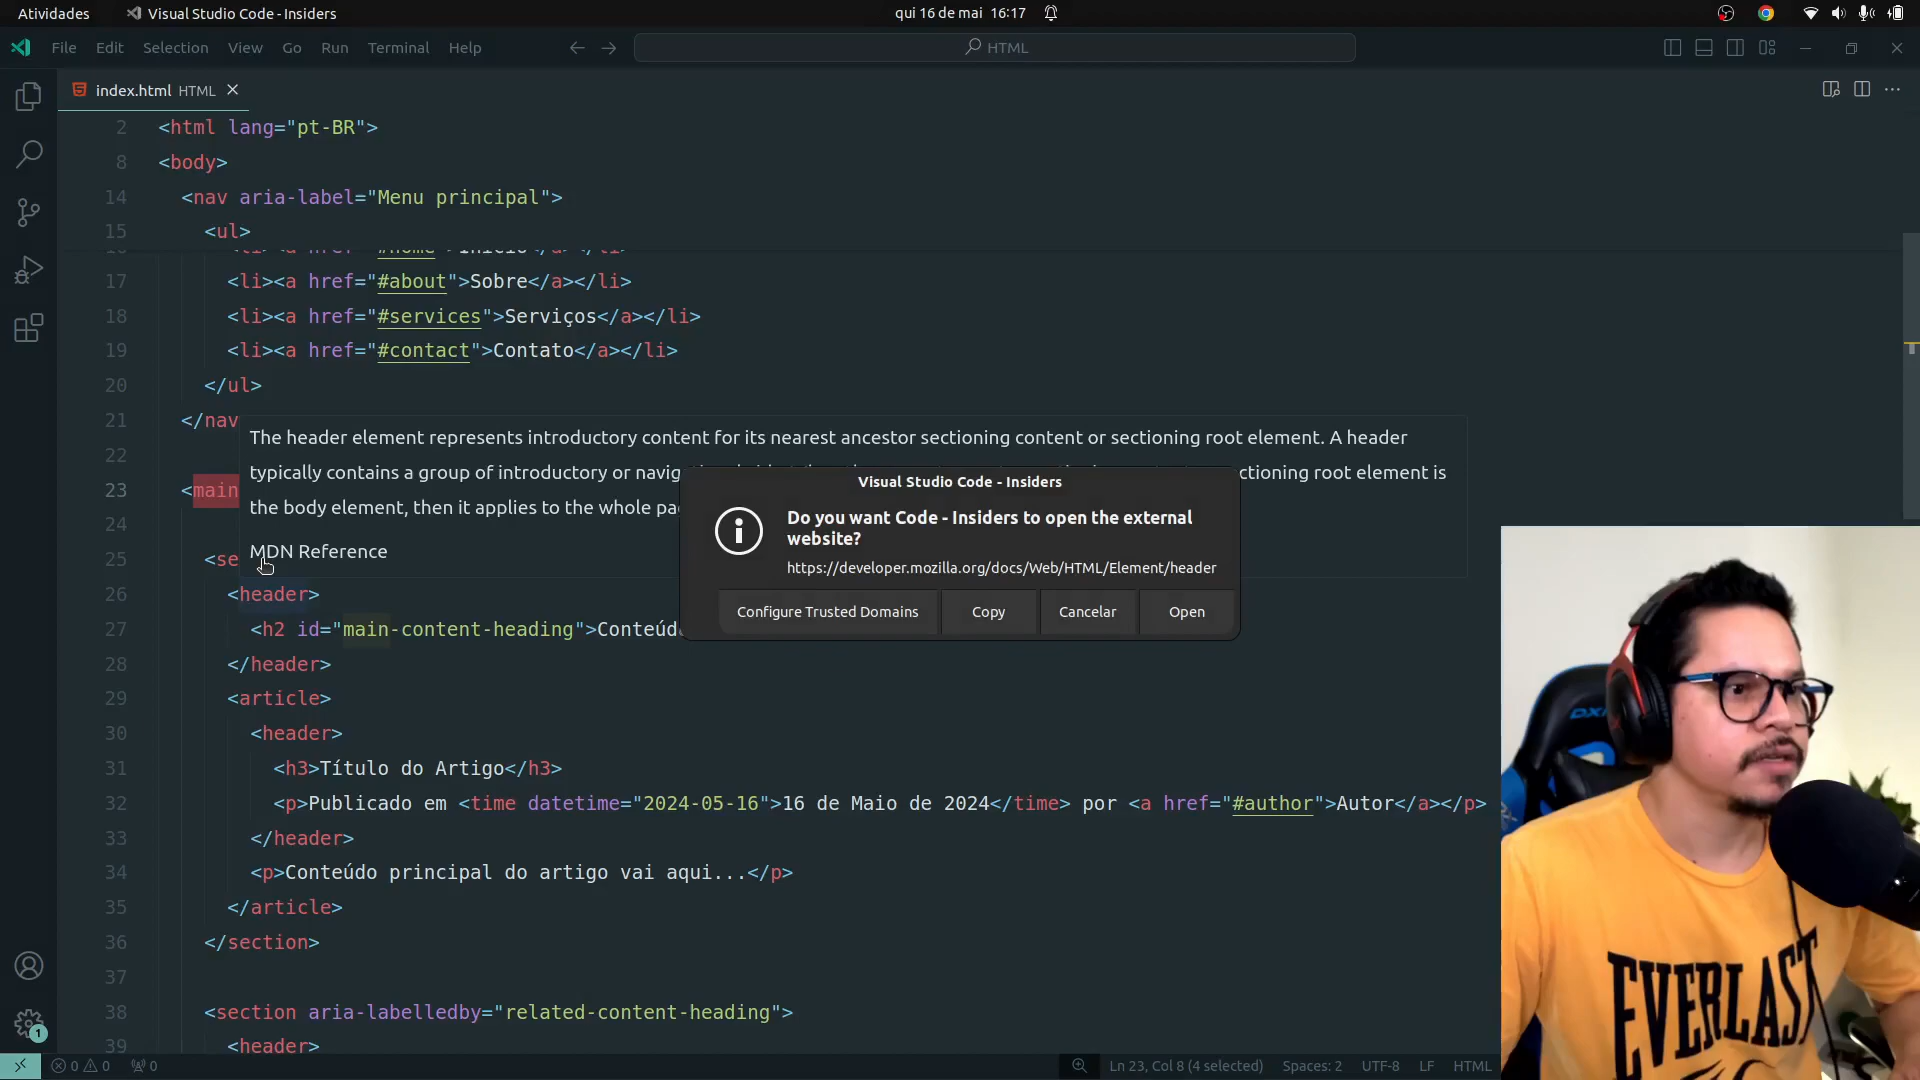 Atividades
Visual Studio Code - Insiders
qui 16 de mai 16:17
File Edit Selection View Go Run Terminal Help
HTML
index.html HTML
2 <html lang="pt-BR">
8 <body>
14 <nav aria-label="Menu principal">
15 <ul>
17 <li><a href="#about">Sobre</a></li>
18 <li><a href="#services">Serviços</a></li>
19 <li><a href="#contact">Contato</a></li>
20 </ul>
21 </nav
22
23 <main
24
25 <se
26 <header>
27 <h2 id="main-content-heading">Conteúd
28 </header>
29 <article>
30 <header>
31 <h3>Título do Artigo</h3>
32 <p>Publicado em <time datetime="2024-05-16">16 de Maio de 2024</time> por <a href="#author">Autor</a></p>
33 </header>
34 <p>Conteúdo principal do artigo vai aqui...</p>
35 </article>
36 </section>
37
38 <section aria-labelledby="related-content-heading">
39 <header>
The header element represents introductory content for its nearest ancestor sectioning content or sectioning root element. A header
typically contains a group of introductory or navig ctioning root element is
the body element, then it applies to the whole pa
MDN Reference
Visual Studio Code - Insiders
Do you want Code - Insiders to open the external
website?
https://developer.mozilla.org/docs/Web/HTML/Element/header
Configure Trusted Domains Copy Cancelar Open
EVERLAST
1
0 0 0
Ln 23, Col 8 (4 selected) Spaces: 2 UTF-8 LF HTML